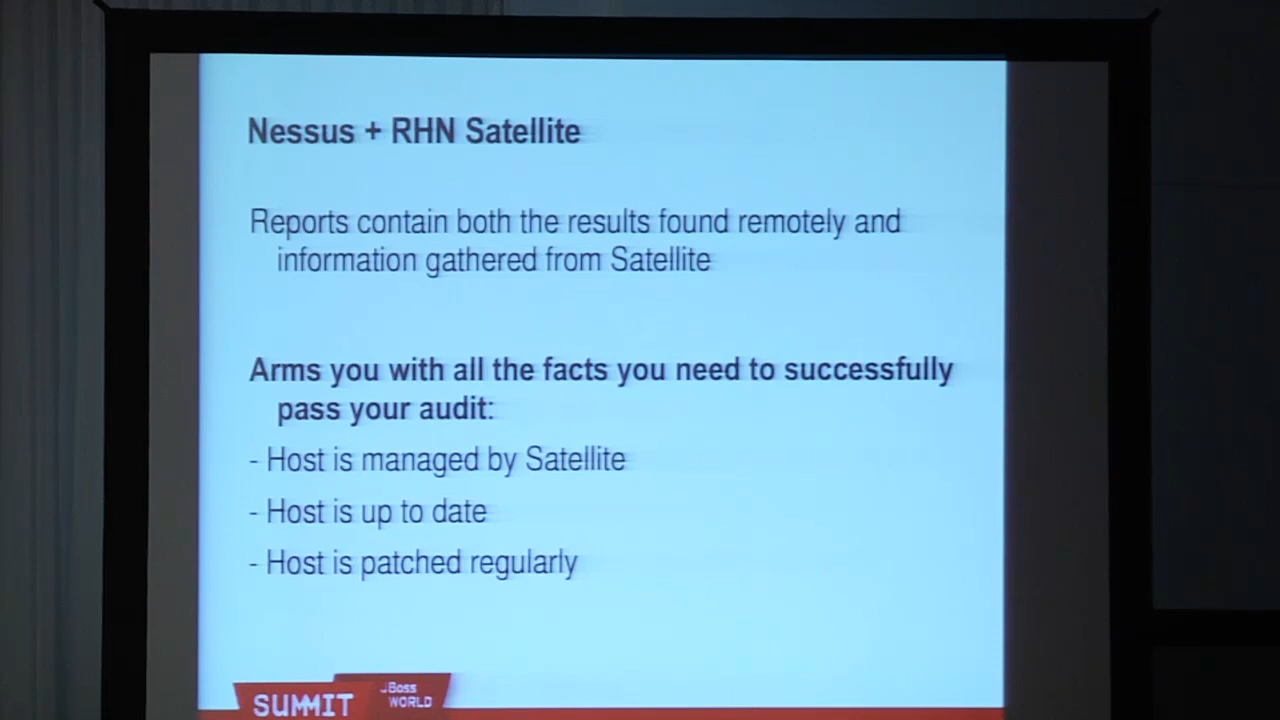 Nessus + RHN Satellite
Reports contain both the results found remotely and
information gathered from Satellite
Arms you with all the facts you need to successfully
pass your audit:
- Host is managed by Satellite
- Host is up to date
- Host is patched regularly
SUMMIT
JBoss
WORLD